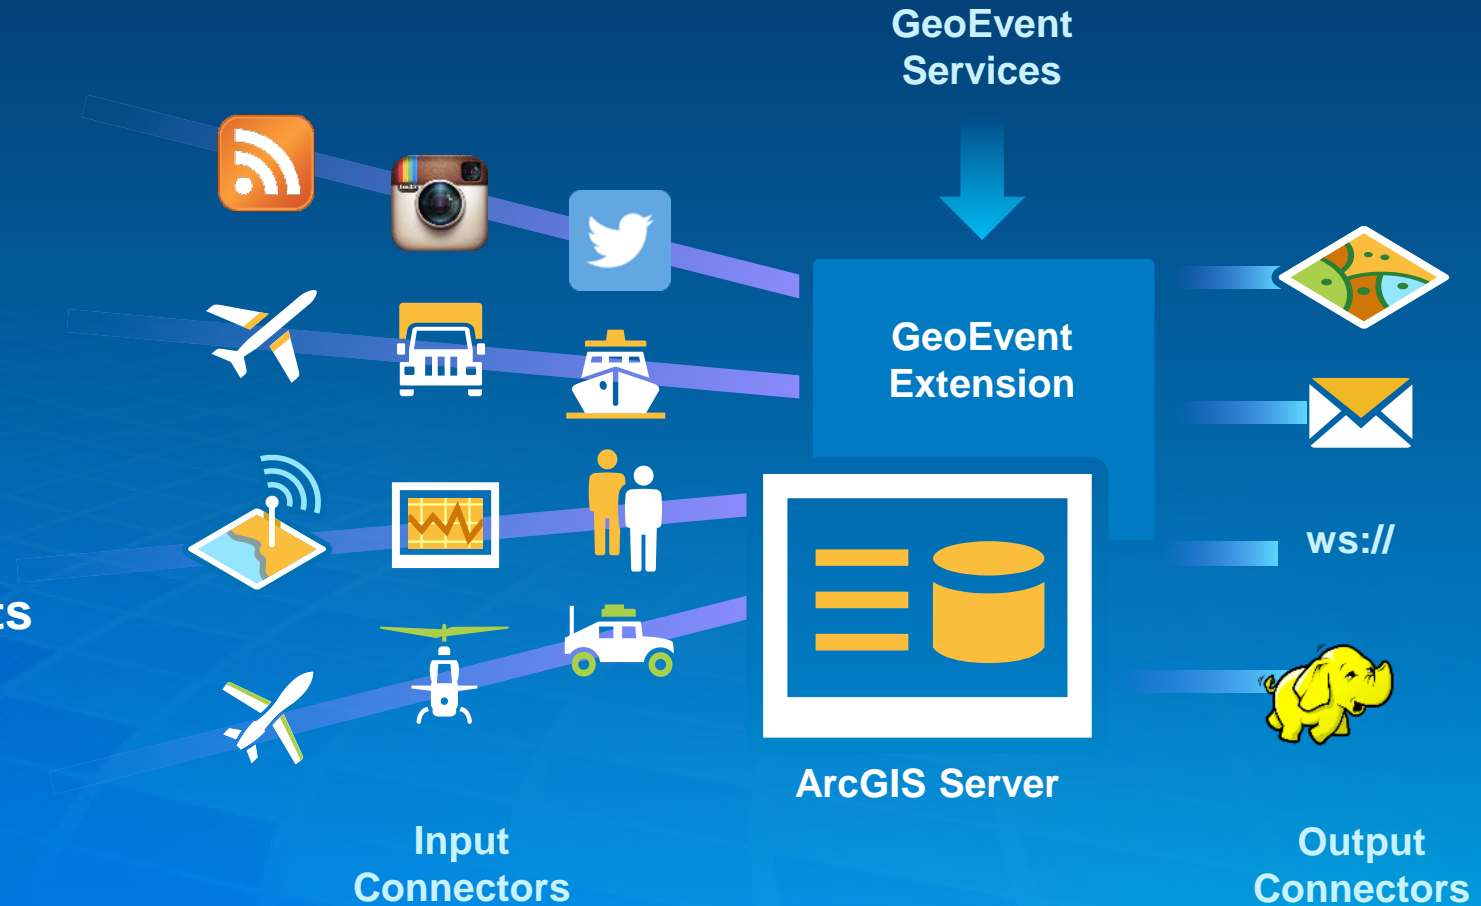 GeoEvent
Services
GeoEvent
Extension
ws://
ArcGIS Server
Input
Connectors
Output
Connectors